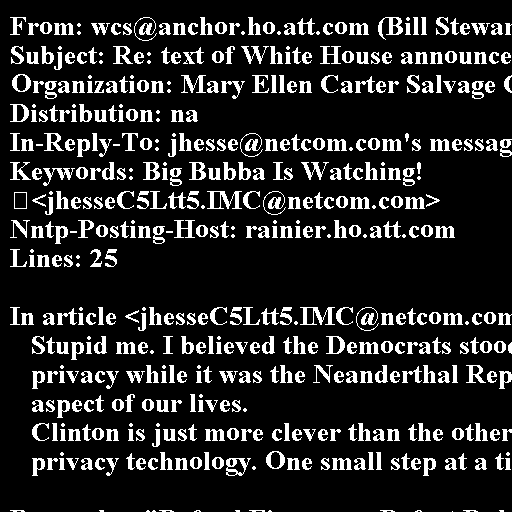 From: wcs@anchor.ho.att.com (Bill Stewar
Subject: Re: text of White House announce
Organization: Mary Ellen Carter Salvage
Distribution: na
In-Reply-To: jhesse@netcom.com's messag
Keywords: Big Bubba Is Watching!
<jhesseC5Ltt5.IMC@netcom.com>
Nntp-Posting-Host: rainier.ho.att.com
Lines: 25
In article <jhesseC5Ltt5.IMC@netcom.com
Stupid me. I believed the Democrats stoo
privacy while it was the Neanderthal Rep
aspect of our lives.
Clinton is just more clever than the other
privacy technology. One small step at a ti